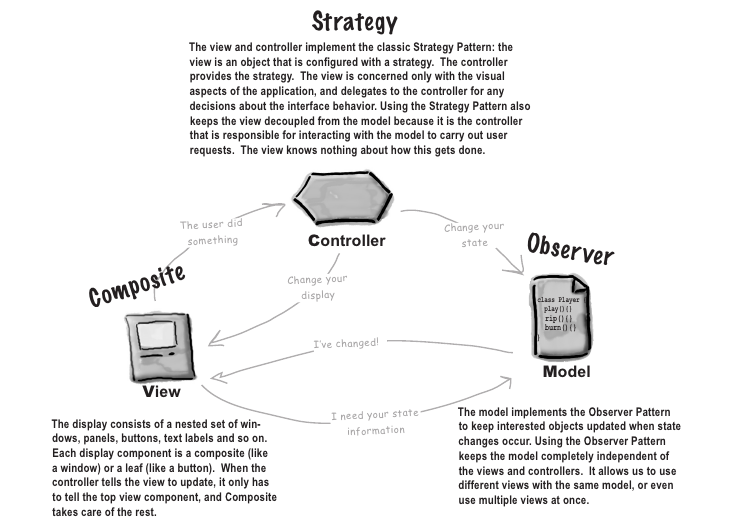 Strategy
The view and controller implement the classic Strategy Pattern: the
view is an object that is configured with a strategy. The controller
provides the strategy. The view is concerned only with the visual
aspects of the application, and delegates to the controller for any
decisions about the interface behavior. Using the Strategy Pattern also
keeps the view decoupled from the model because it is the controller
that is responsible for interacting with the model to carry out user
requests. The view knows nothing about how this gets done.
The user did
something
Controller
Change your
state
Observer
Composite
Change your
display
class Player {
play(){}
rip(){}
burn(){}
}
I've changed!
Model
View
I need your state
information
The display consists of a nested set of win-
dows, panels, buttons, text labels and so on.
Each display component is a composite (like
a window) or a leaf (like a button). When the
controller tells the view to update, it only has
to tell the top view component, and Composite
takes care of the rest.
The model implements the Observer Pattern
to keep interested objects updated when state
changes occur. Using the Observer Pattern
keeps the model completely independent of
the views and controllers. It allows us to use
different views with the same model, or even
use multiple views at once.